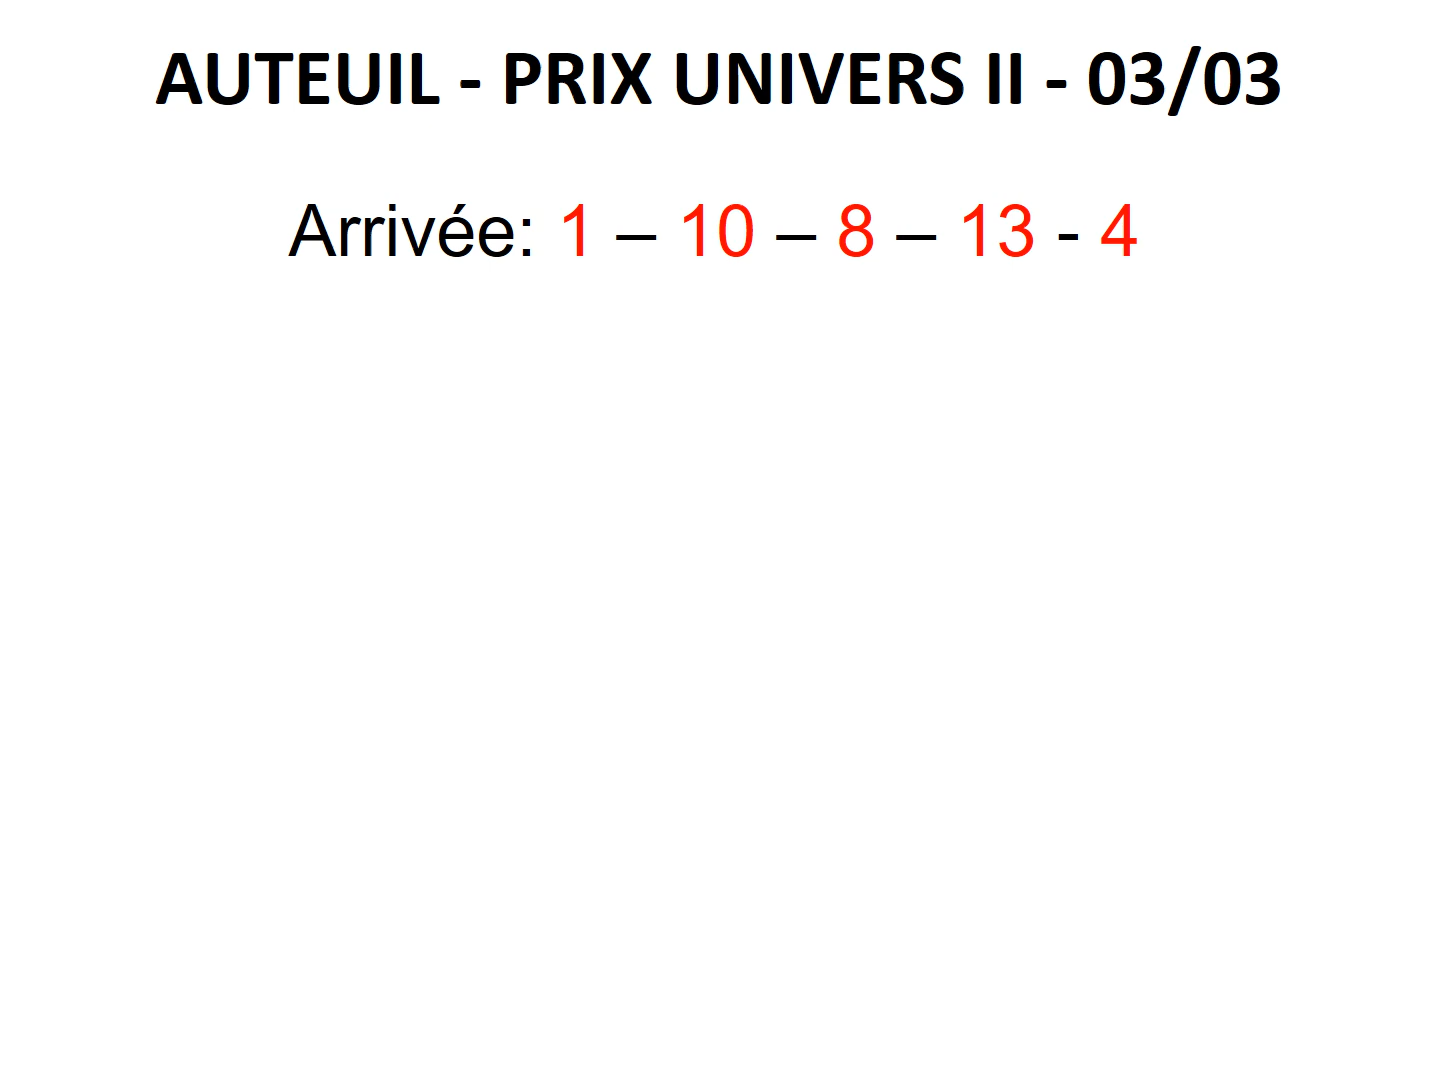 AUTEUIL - PRIX UNIVERS II - 03/03
Arrivée: 1 – 10 – 8 – 13 - 4